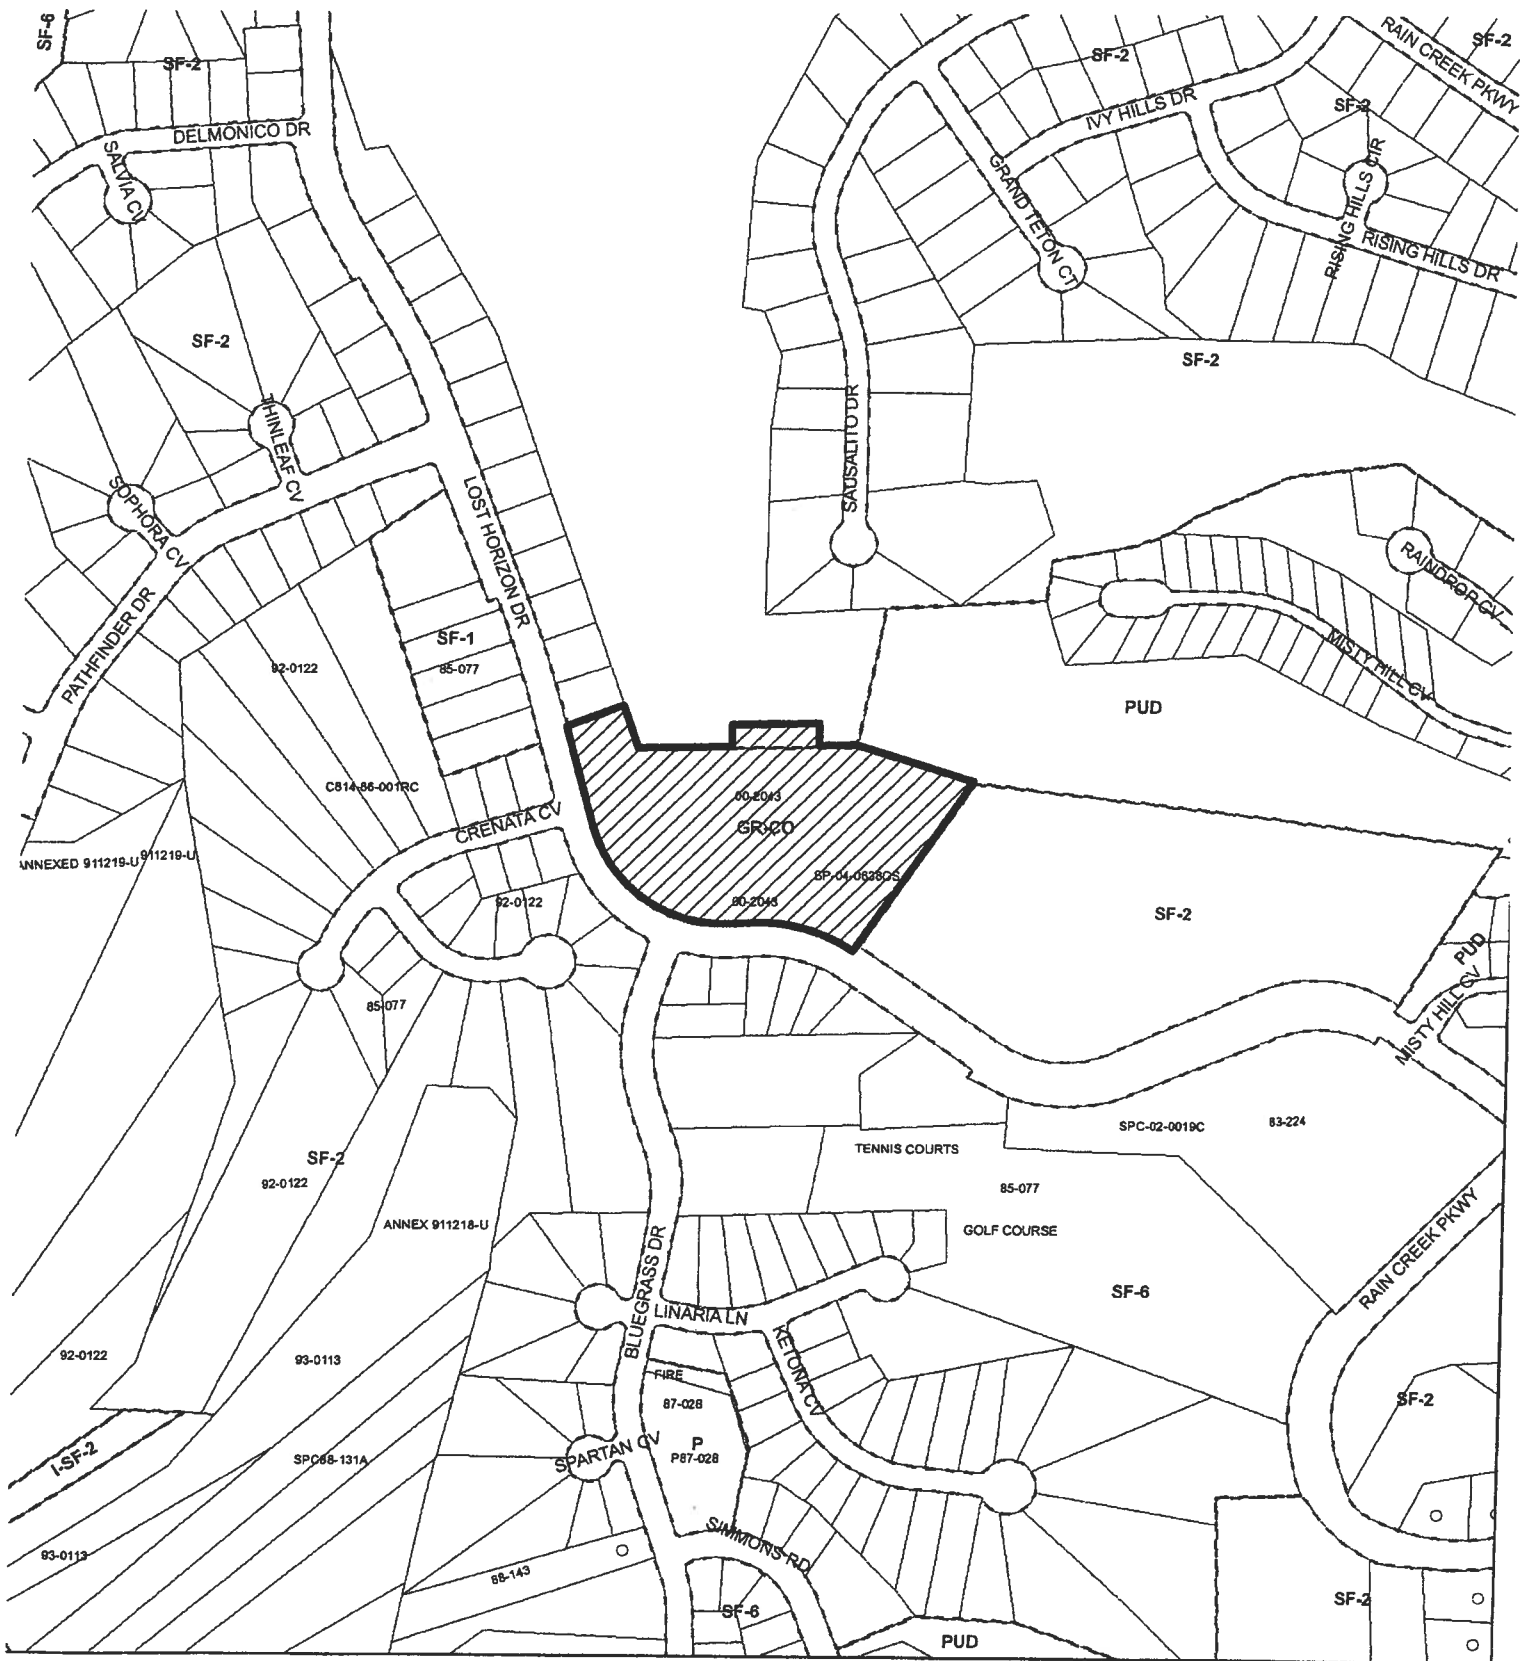 SF-6
SF-2
SF-2
RAIN CREEK PKWY
SF-2
DELMONICO DR
IVY HILLS DR
SF-2
SALVIA CV
GRAND TETON CT
RISING HILLS CIR
RISING HILLS DR
SF-2
SF-2
THINLEAF CV
SAUSALITO DR
SOPHORA CV
LOST HORIZON DR
RAINDROP CV
PATHFINDER DR
SF-1
85-077
92-0122
MISTY HILL CV
PUD
C814-86-001RC
00-2043
CRENATA CV
GR-CO
ANNEXED 911219-U
911219-U
SP-04-0638CS
92-0122
00-2043
SF-2
PUD
MISTY HILL CV
85-077
SPC-02-0019C
83-224
TENNIS COURTS
SF-2
92-0122
85-077
ANNEX 911218-U
GOLF COURSE
RAIN CREEK PKWY
BLUEGRASS DR
SF-6
LINARIA LN
92-0122
93-0113
KETONA CV
FIRE
87-028
SF-2
P
P87-028
SPARTAN CV
I-SF-2
SPC88-131A
SIMMONS RD
93-0113
88-143
SF-6
SF-2
PUD